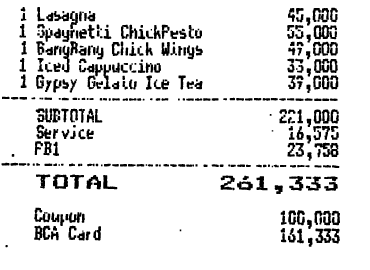 1 Lasagna 45,000
1 Spaghetti ChickPesto 55,000
1 BangBang Chick Wings 49,000
1 Iced Cappuccino 33,000
1 Gypsy Gelato Ice Tea 39,000
SUBTOTAL 221,000
Service 16,575
PB1 23,758
TOTAL 261,333
Coupon 100,000
BCA Card 161,333